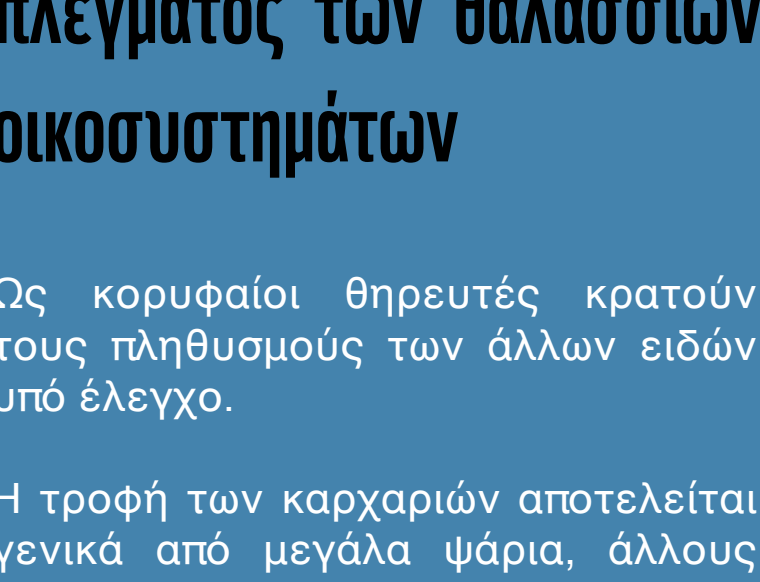 πλέγματος των θαλάσσιων
οικοσυστημάτων
Ως κορυφαίοι θηρευτές κρατούν
τους πληθυσμούς των άλλων ειδών
υπό έλεγχο.
Η τροφή των καρχαριών αποτελείται
γενικά από μεγάλα ψάρια, άλλους